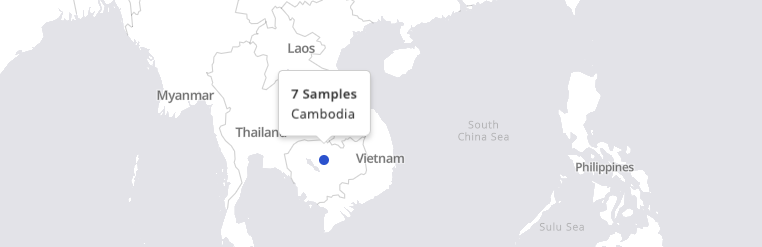 Laos
7 Samples
Cambodia
Myanmar
Thailand
Vietnam
South
China Sea
Philippines
Sulu Sea